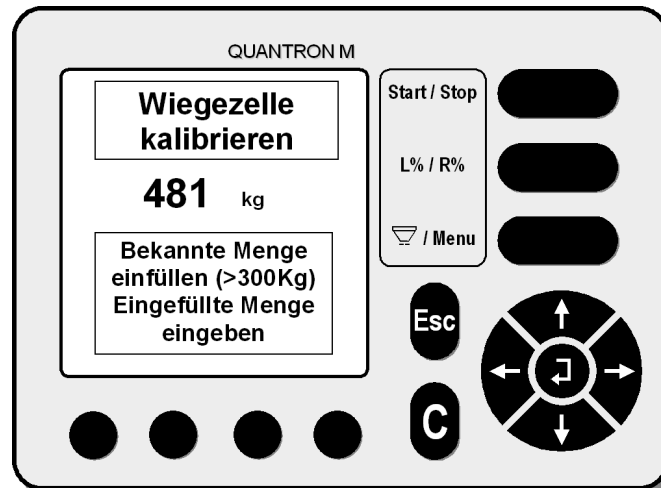 QUANTRON M
Wiegezelle
kalibrieren
481 kg
Bekannte Menge
einfüllen (>300Kg)
Eingefüllte Menge
eingeben
Start / Stop
L% / R%
/ Menu
Esc
C